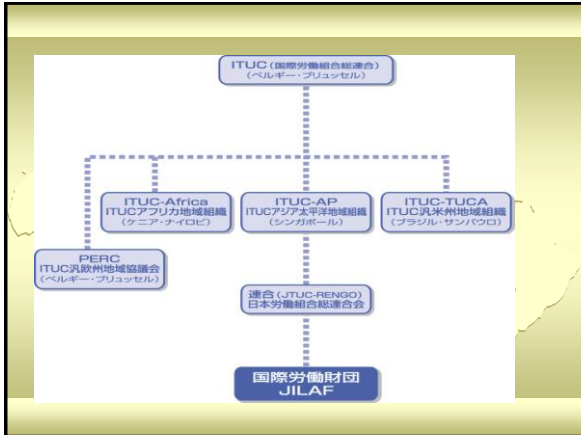 ITUC（国際労働組合総連合）
（ベルギー・ブリュッセル）
ITUC-Africa
ITUCアフリカ地域組織
（ケニア・ナイロビ）
ITUC-AP
ITUCアジア太平洋地域組織
（シンガポール）
ITUC-TUCA
ITUC汎米州地域組織
（ブラジル・サンパウロ）
PERC
ITUC汎欧州地域協議会
（ベルギー・ブリュッセル）
連合（JTUC-RENGO）
日本労働組合総連合会
国際労働財団
JILAF